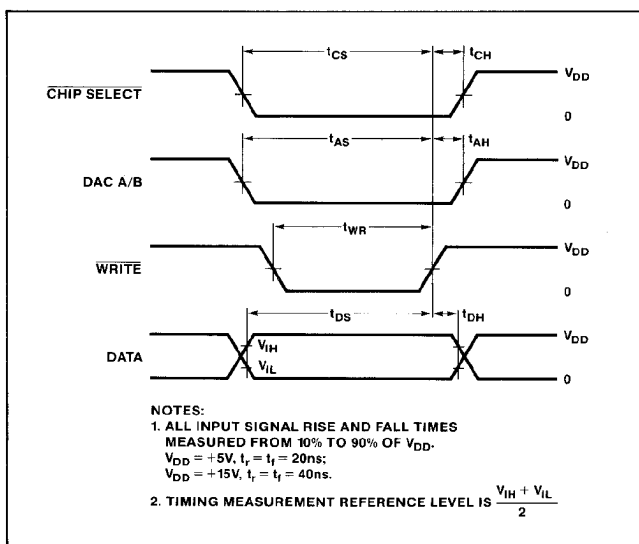 tCS
tCH
CHIP SELECT
VDD
0
tAS
tAH
DAC A/B
VDD
0
tWR
WRITE
VDD
0
tDS
tDH
DATA
VIH
VIL
VDD
0
NOTES:
1. ALL INPUT SIGNAL RISE AND FALL TIMES
MEASURED FROM 10% TO 90% OF VDD.
VDD = +5V, tr = tf = 20ns;
VDD = +15V, tr = tf = 40ns.
2. TIMING MEASUREMENT REFERENCE LEVEL IS (VIH + VIL) / 2